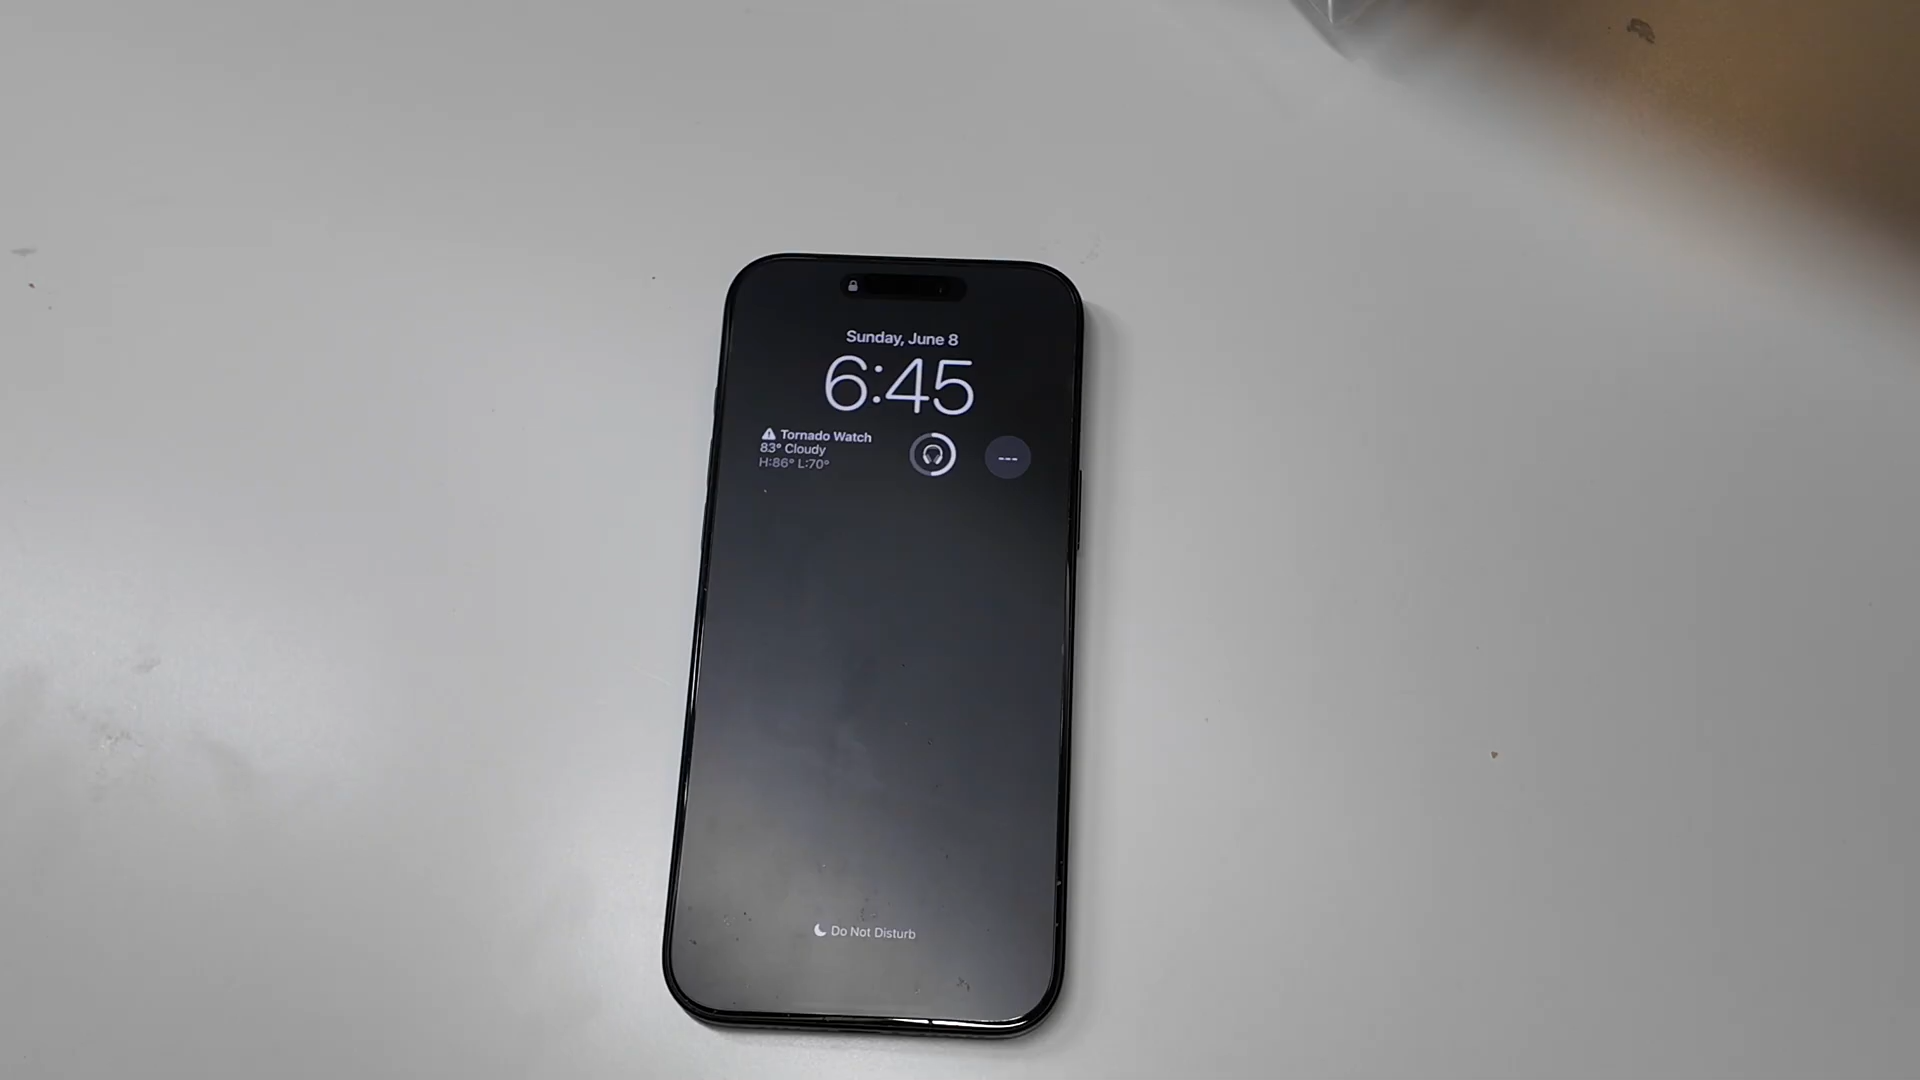 Sunday, June 8
6:45
Tornado Watch
83° Cloudy
H:86° L:70°
---
Do Not Disturb